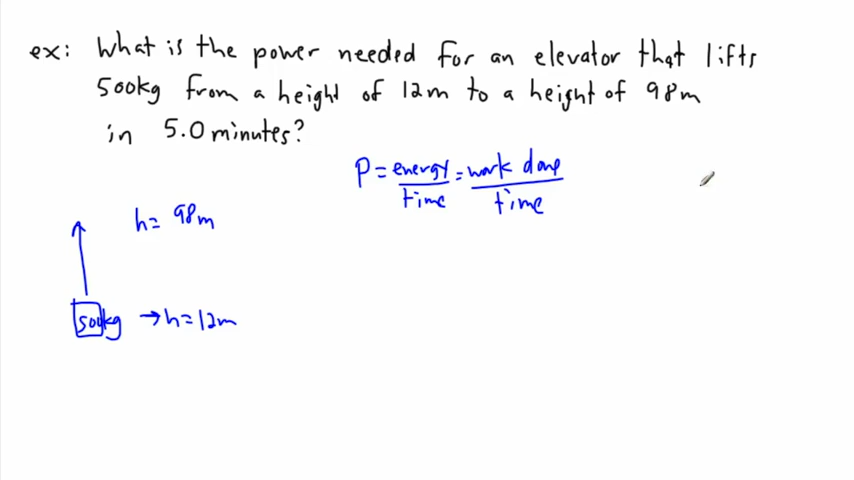 ex: What is the power needed for an elevator that lifts
500kg from a height of 12m to a height of 98m
in 5.0 minutes?
P = energy/time = work done/time
h = 98m
500kg → h = 12m